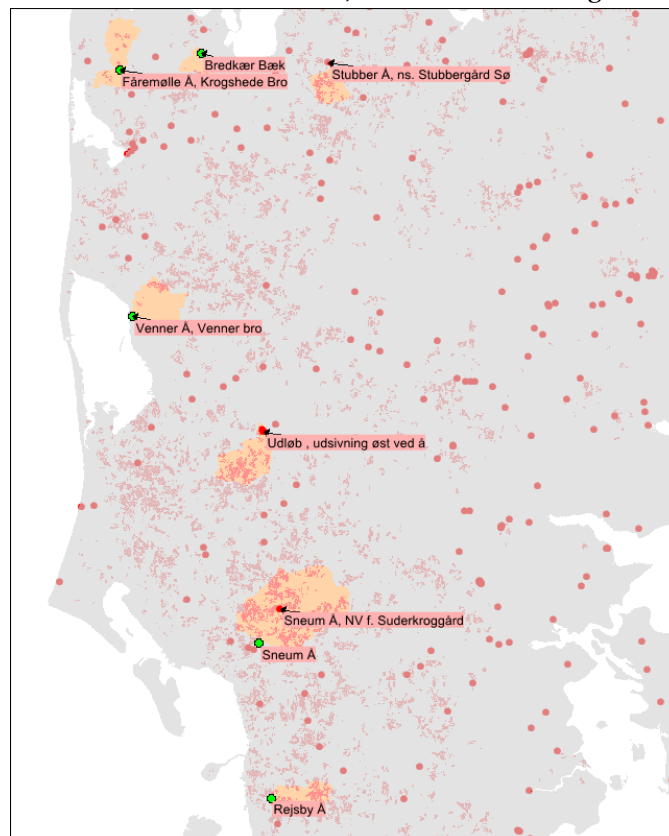 Bredkær Bæk
Fåremølle Å, Krogshede Bro
Stubber Å, ns. Stubbergård Sø
Venner Å, Venner bro
Udløb , udsivning øst ved å
Sneum Å, NV f. Suderkroggård
Sneum Å
Rejsby Å